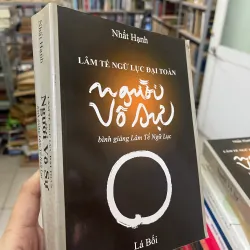 Nhất Hạnh
LÂM TẾ NGỮ LỤC ĐẠI TOÀN
người
vô sự
bình giảng Lâm Tế Ngữ Lục
Lá Bối
Nhất Hạnh
Người Vô Sự